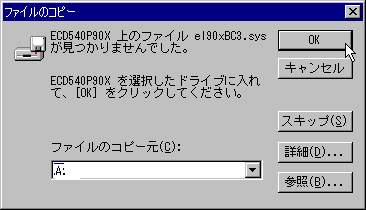 ファイルのコピー
ECD540P90X 上のファイル el90xBC3.sys
が見つかりませんでした。
ECD540P90X を選択したドライブに入れ
て、[OK] をクリックしてください。
OK
キャンセル
スキップ(S)
ファイルのコピー元(C):
詳細(D)...
A:
参照(B)...